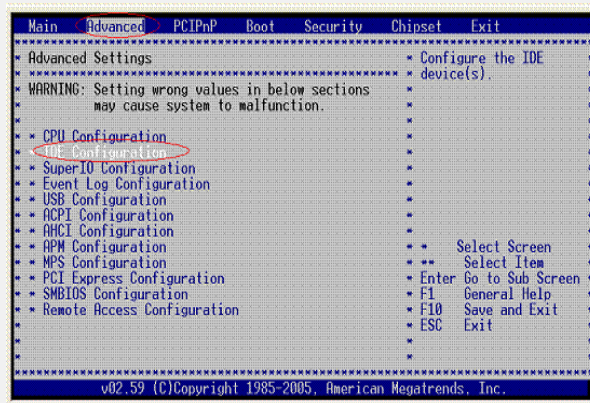 Main Advanced PCIPnP Boot Security Chipset Exit
Advanced Settings
WARNING: Setting wrong values in below sections
may cause system to malfunction.
* CPU Configuration
* IDE Configuration
* SuperIO Configuration
* Event Log Configuration
* USB Configuration
* ACPI Configuration
* AHCI Configuration
* APM Configuration
* MPS Configuration
* PCI Express Configuration
* SMBIOS Configuration
* Remote Access Configuration
Configure the IDE
device(s).
* Select Screen
** Select Item
Enter Go to Sub Screen
F1 General Help
F10 Save and Exit
ESC Exit
v02.59 (C)Copyright 1985-2005, American Megatrends, Inc.